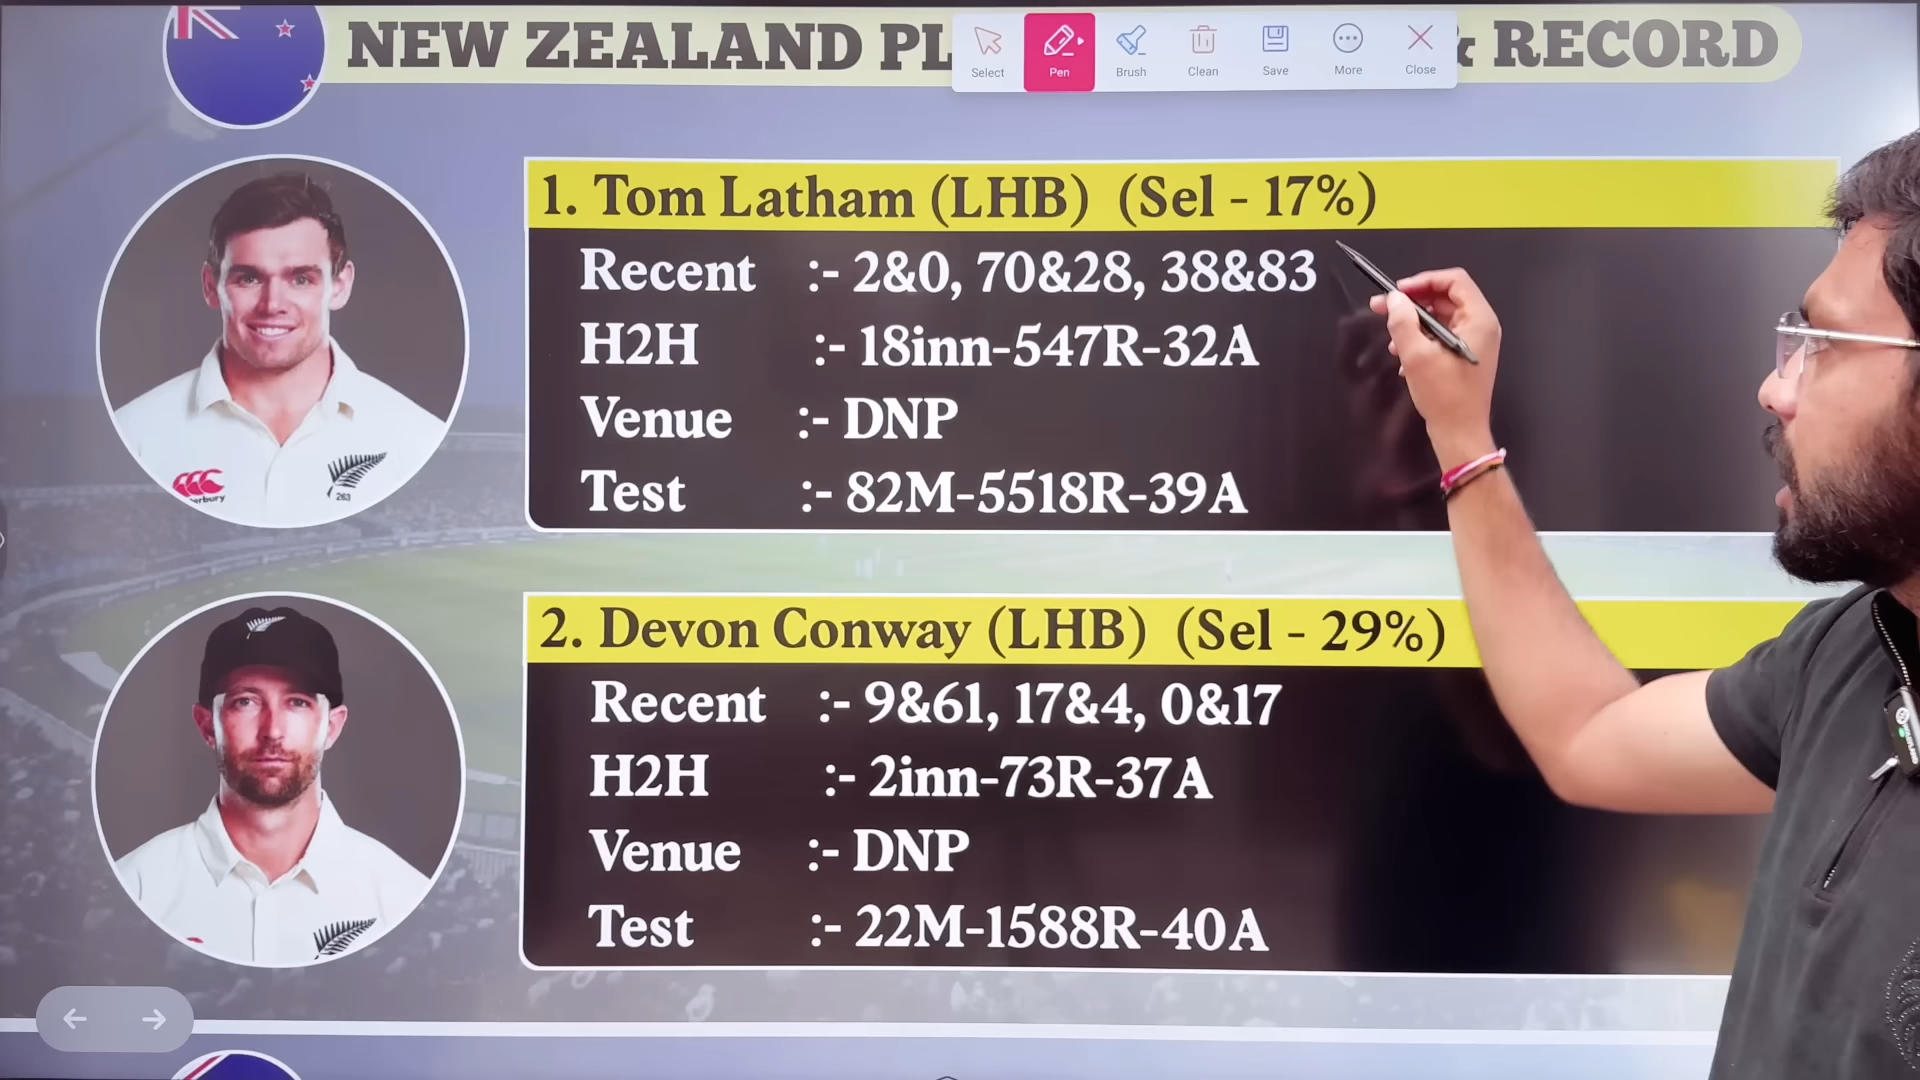 NEW ZEALAND PL & RECORD
Select Pen Brush Clean Save More Close
1. Tom Latham (LHB) (Sel - 17%)
Recent :- 2&0, 70&28, 38&83
H2H :- 18inn-547R-32A
Venue :- DNP
Test :- 82M-5518R-39A
erbury
263
2. Devon Conway (LHB) (Sel - 29%)
Recent :- 9&61, 17&4, 0&17
H2H :- 2inn-73R-37A
Venue :- DNP
Test :- 22M-1588R-40A